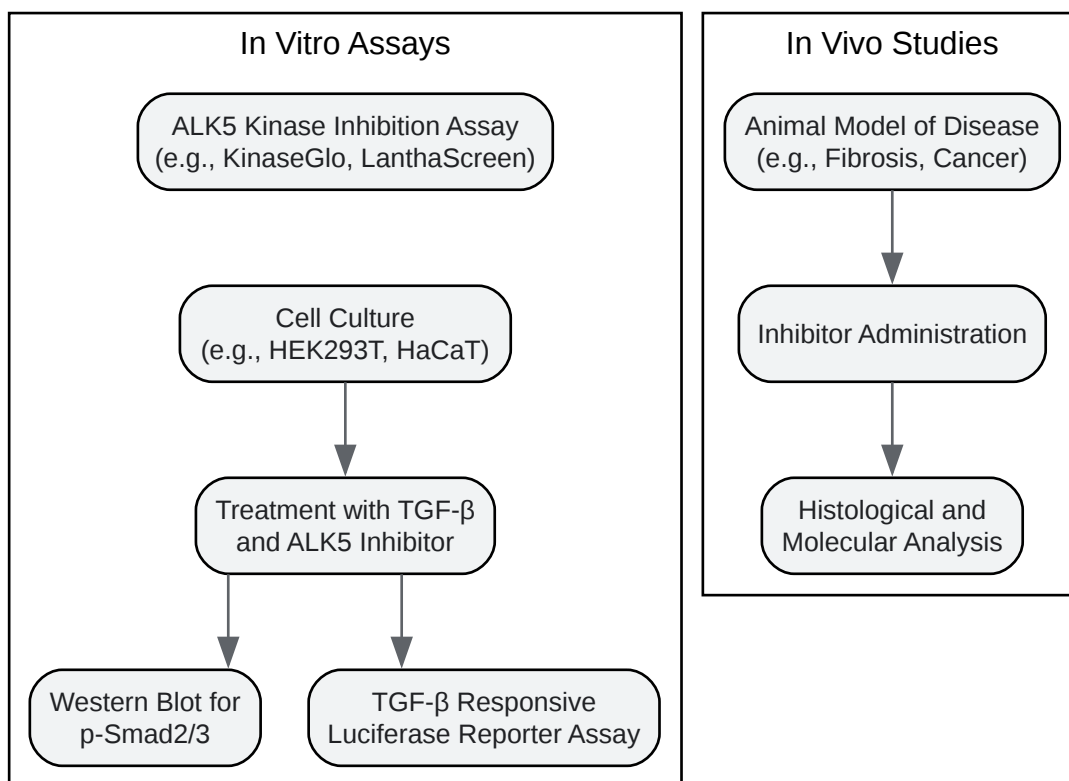 In Vitro Assays
ALK5 Kinase Inhibition Assay
(e.g., KinaseGlo, LanthaScreen)
Cell Culture
(e.g., HEK293T, HaCaT)
Treatment with TGF-β
and ALK5 Inhibitor
Western Blot for
p-Smad2/3
TGF-β Responsive
Luciferase Reporter Assay
In Vivo Studies
Animal Model of Disease
(e.g., Fibrosis, Cancer)
Inhibitor Administration
Histological and
Molecular Analysis